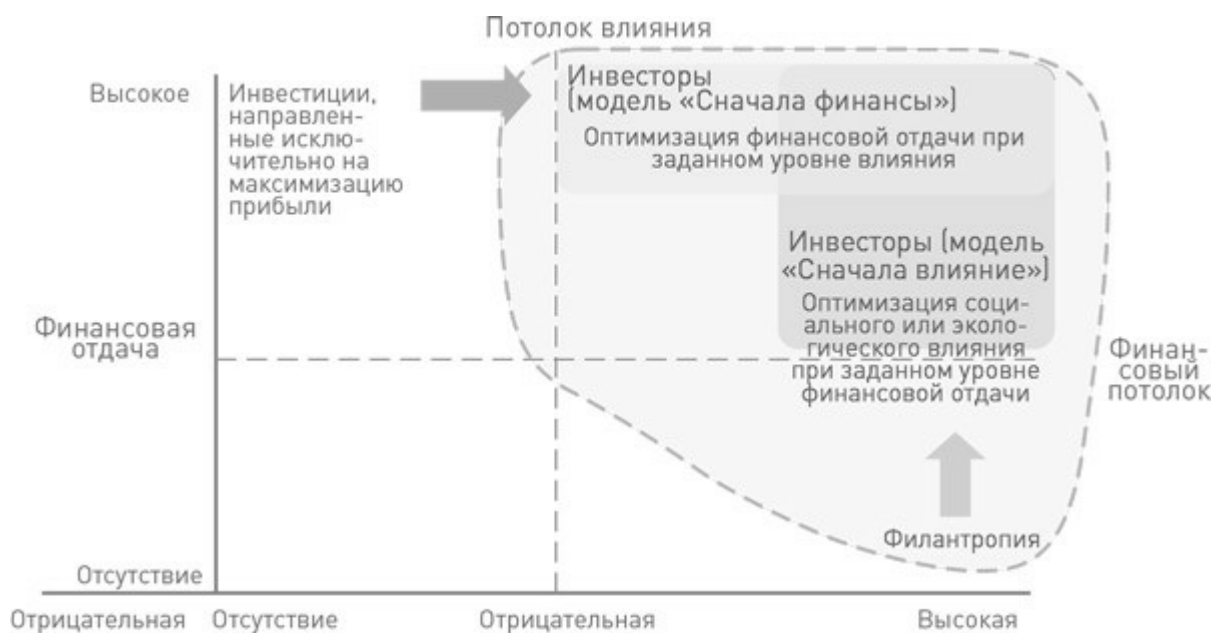 Потолок влияния
Высокое
Инвестиции,
направлен-
ные исклю-
чительно на
максимизацию
прибыли
Инвесторы
(модель «Сначала финансы»)
Оптимизация финансовой отдачи при
заданном уровне влияния
Инвесторы (модель
«Сначала влияние»)
Оптимизация соци-
ального или эколо-
гического влияния
при заданном уровне
финансовой отдачи
Финансовая
отдача
Финан-
совый
потолок
Филантропия
Отсутствие
Отрицательная
Отсутствие
Отрицательная
Высокая